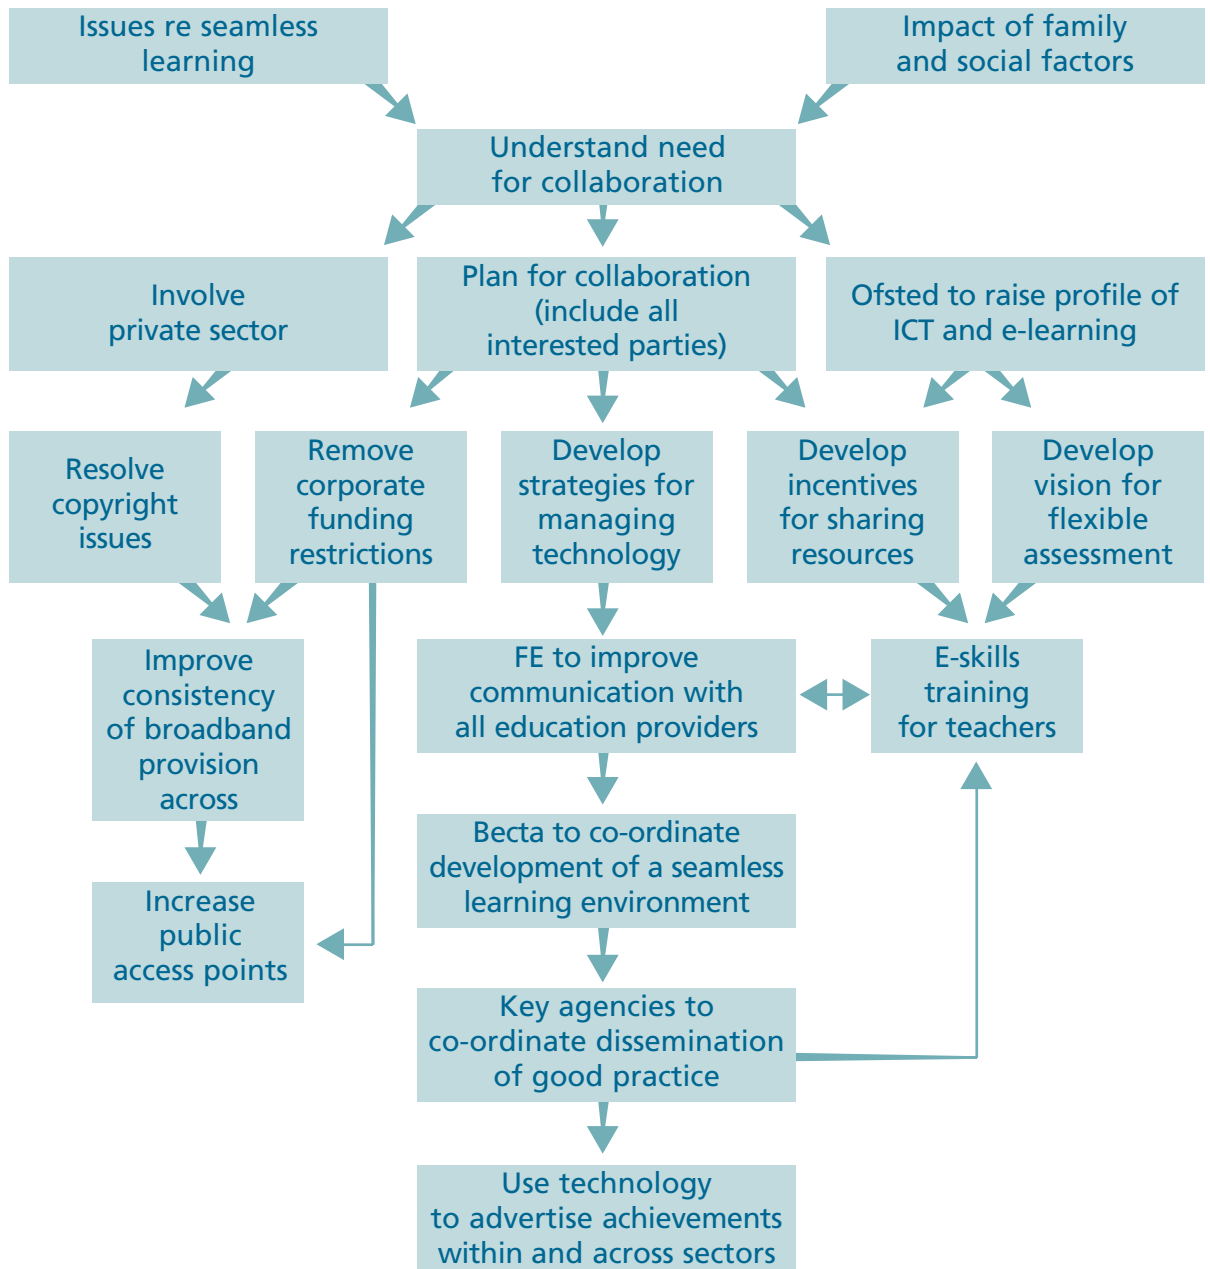 Issues re seamless
learning
Impact of family
and social factors
Understand need
for collaboration
Involve
private sector
Plan for collaboration
(include all
interested parties)
Ofsted to raise profile of
ICT and e-learning
Resolve
copyright
issues
Remove
corporate
funding
restrictions
Develop
strategies for
managing
technology
Develop
incentives
for sharing
resources
Develop
vision for
flexible
assessment
Improve
consistency
of broadband
provision
across
FE to improve
communication with
all education providers
E-skills
training
for teachers
Becta to co-ordinate
development of a seamless
learning environment
Increase
public
access points
Key agencies to
co-ordinate dissemination
of good practice
Use technology
to advertise achievements
within and across sectors